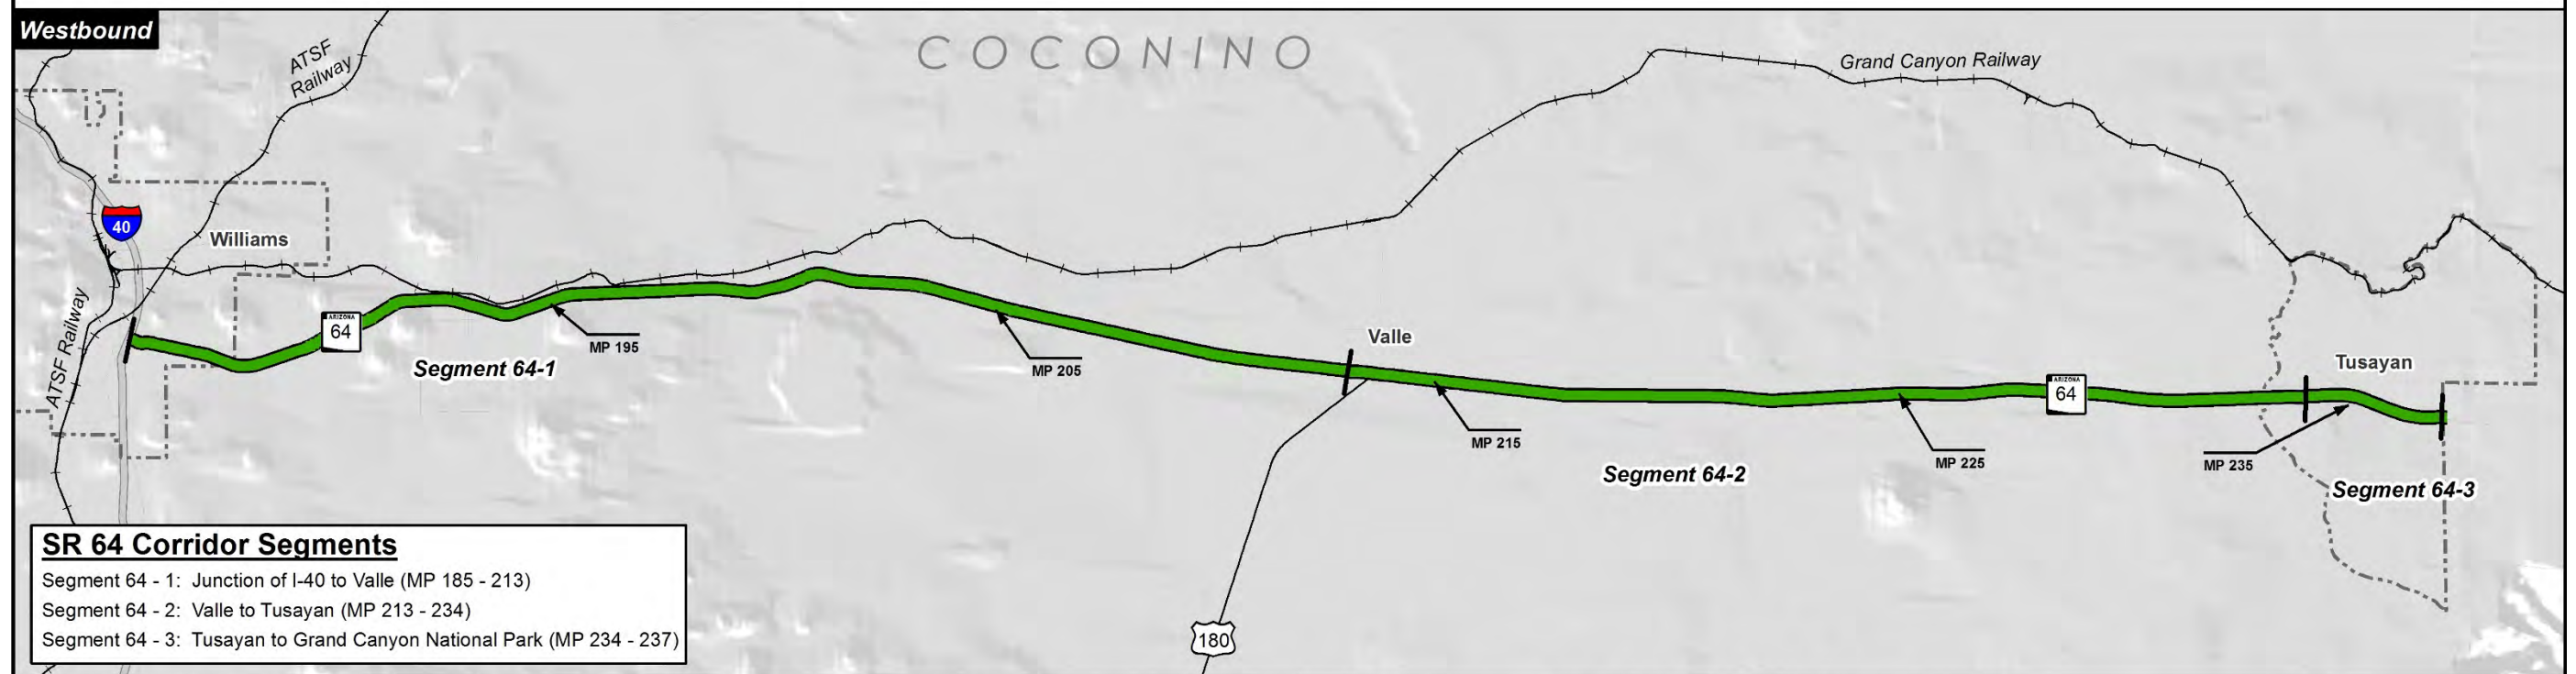 Westbound
ATSF
Railway
COCONINO
Grand Canyon Railway
40
Williams
ATSF Railway
ARIZONA
64
Segment 64-1
MP 195
MP 205
Valle
MP 215
Segment 64-2
MP 225
ARIZONA
64
Tusayan
MP 235
Segment 64-3
180
SR 64 Corridor Segments
Segment 64 - 1: Junction of I-40 to Valle (MP 185 - 213)
Segment 64 - 2: Valle to Tusayan (MP 213 - 234)
Segment 64 - 3: Tusayan to Grand Canyon National Park (MP 234 - 237)